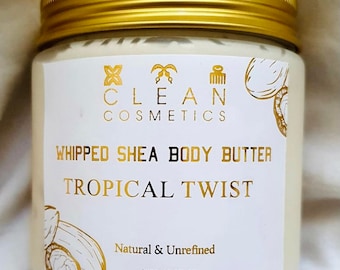 CLEAN
COSMETICS
WHIPPED SHEA BODY BUTTER
TROPICAL TWIST
Natural & Unrefined